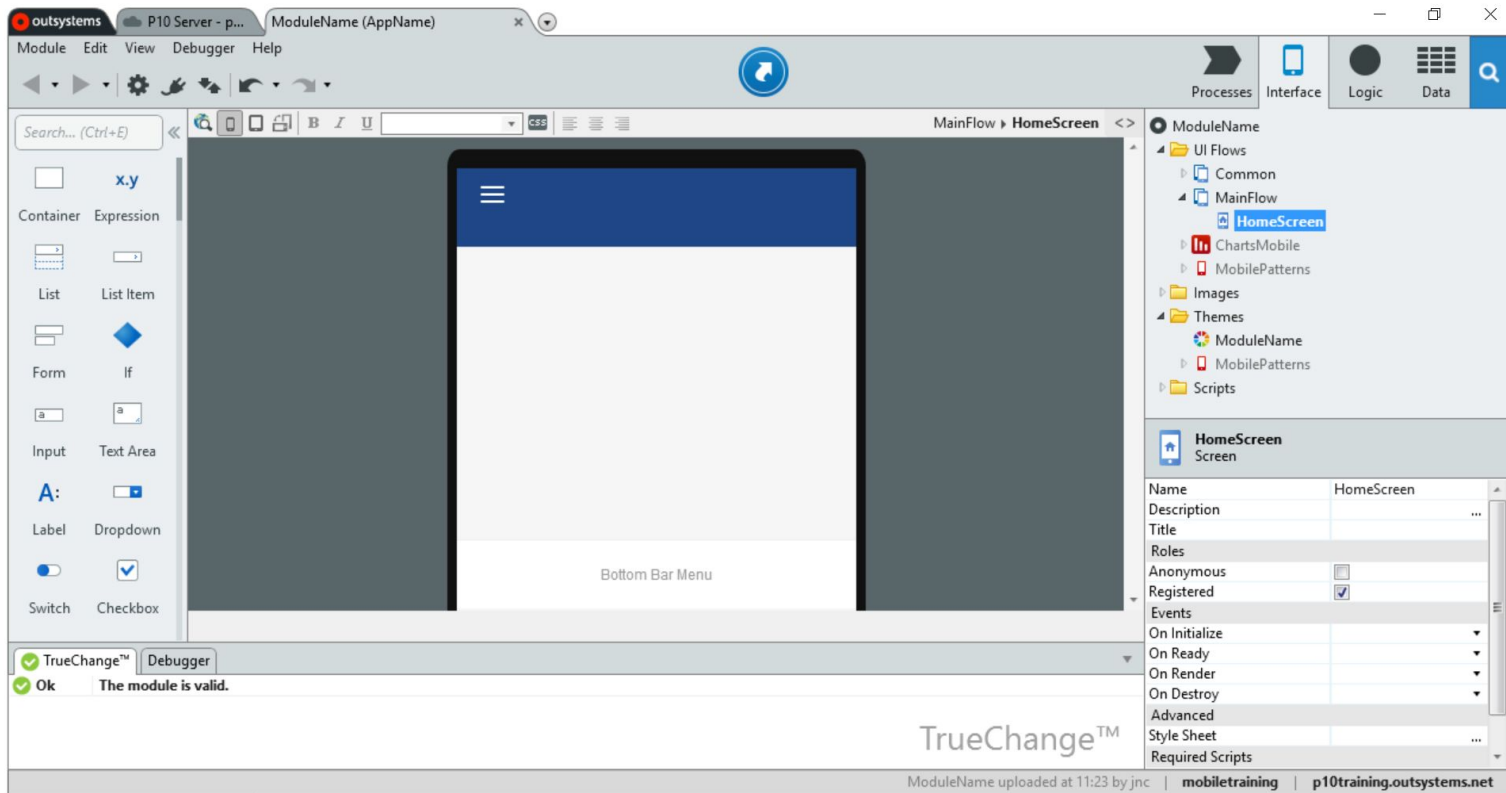 outsystems P10 Server - p... ModuleName (AppName)
Module Edit View Debugger Help
Processes Interface Logic Data
Search... (Ctrl+E)
B I U CSS MainFlow HomeScreen <>
x.y
Container Expression
List List Item
Form If
a a
Input Text Area
A:
Label Dropdown
Switch Checkbox
Bottom Bar Menu
ModuleName
UI Flows
Common
MainFlow
HomeScreen
ChartsMobile
MobilePatterns
Images
Themes
ModuleName
MobilePatterns
Scripts
HomeScreen
Screen
Name HomeScreen
Description ...
Title
Roles
Anonymous
Registered
Events
On Initialize
On Ready
On Render
On Destroy
Advanced
Style Sheet ...
Required Scripts
TrueChange™ Debugger
Ok The module is valid.
TrueChange™
ModuleName uploaded at 11:23 by jnc | mobiletraining | p10training.outsystems.net